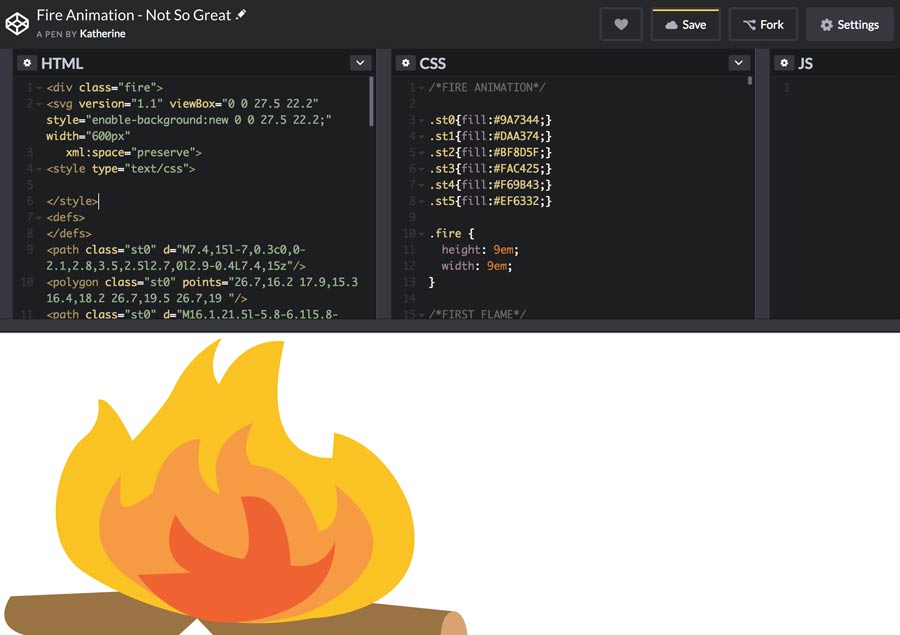 Fire Animation - Not So Great
A PEN BY Katherine
Save
Fork
Settings
HTML
1 <div class="fire">
2 <svg version="1.1" viewBox="0 0 27.5 22.2"
style="enable-background:new 0 0 27.5 22.2;"
width="600px"
3 xml:space="preserve">
4 <style type="text/css">
5
6 </style>
7 <defs>
8 </defs>
9 <path class="st0" d="M7.4,15l-7,0.3c0,0-
2.1,2.8,3.5,2.5l2.7,0l2.9-0.4L7.4,15z"/>
10 <polygon class="st0" points="26.7,16.2 17.9,15.3
16.4,18.2 26.7,19.5 26.7,19 "/>
11 <path class="st0" d="M16.1,21.5l-5.8-6.1l5.8-
CSS
1 /*FIRE ANIMATION*/
2
3 .st0{fill:#9A7344;}
4 .st1{fill:#DAA374;}
5 .st2{fill:#BF8D5F;}
6 .st3{fill:#FAC425;}
7 .st4{fill:#F69B43;}
8 .st5{fill:#EF6332;}
9
10 .fire {
11 height: 9em;
12 width: 9em;
13 }
14
15 /*FIRST FLAME*/
JS
1